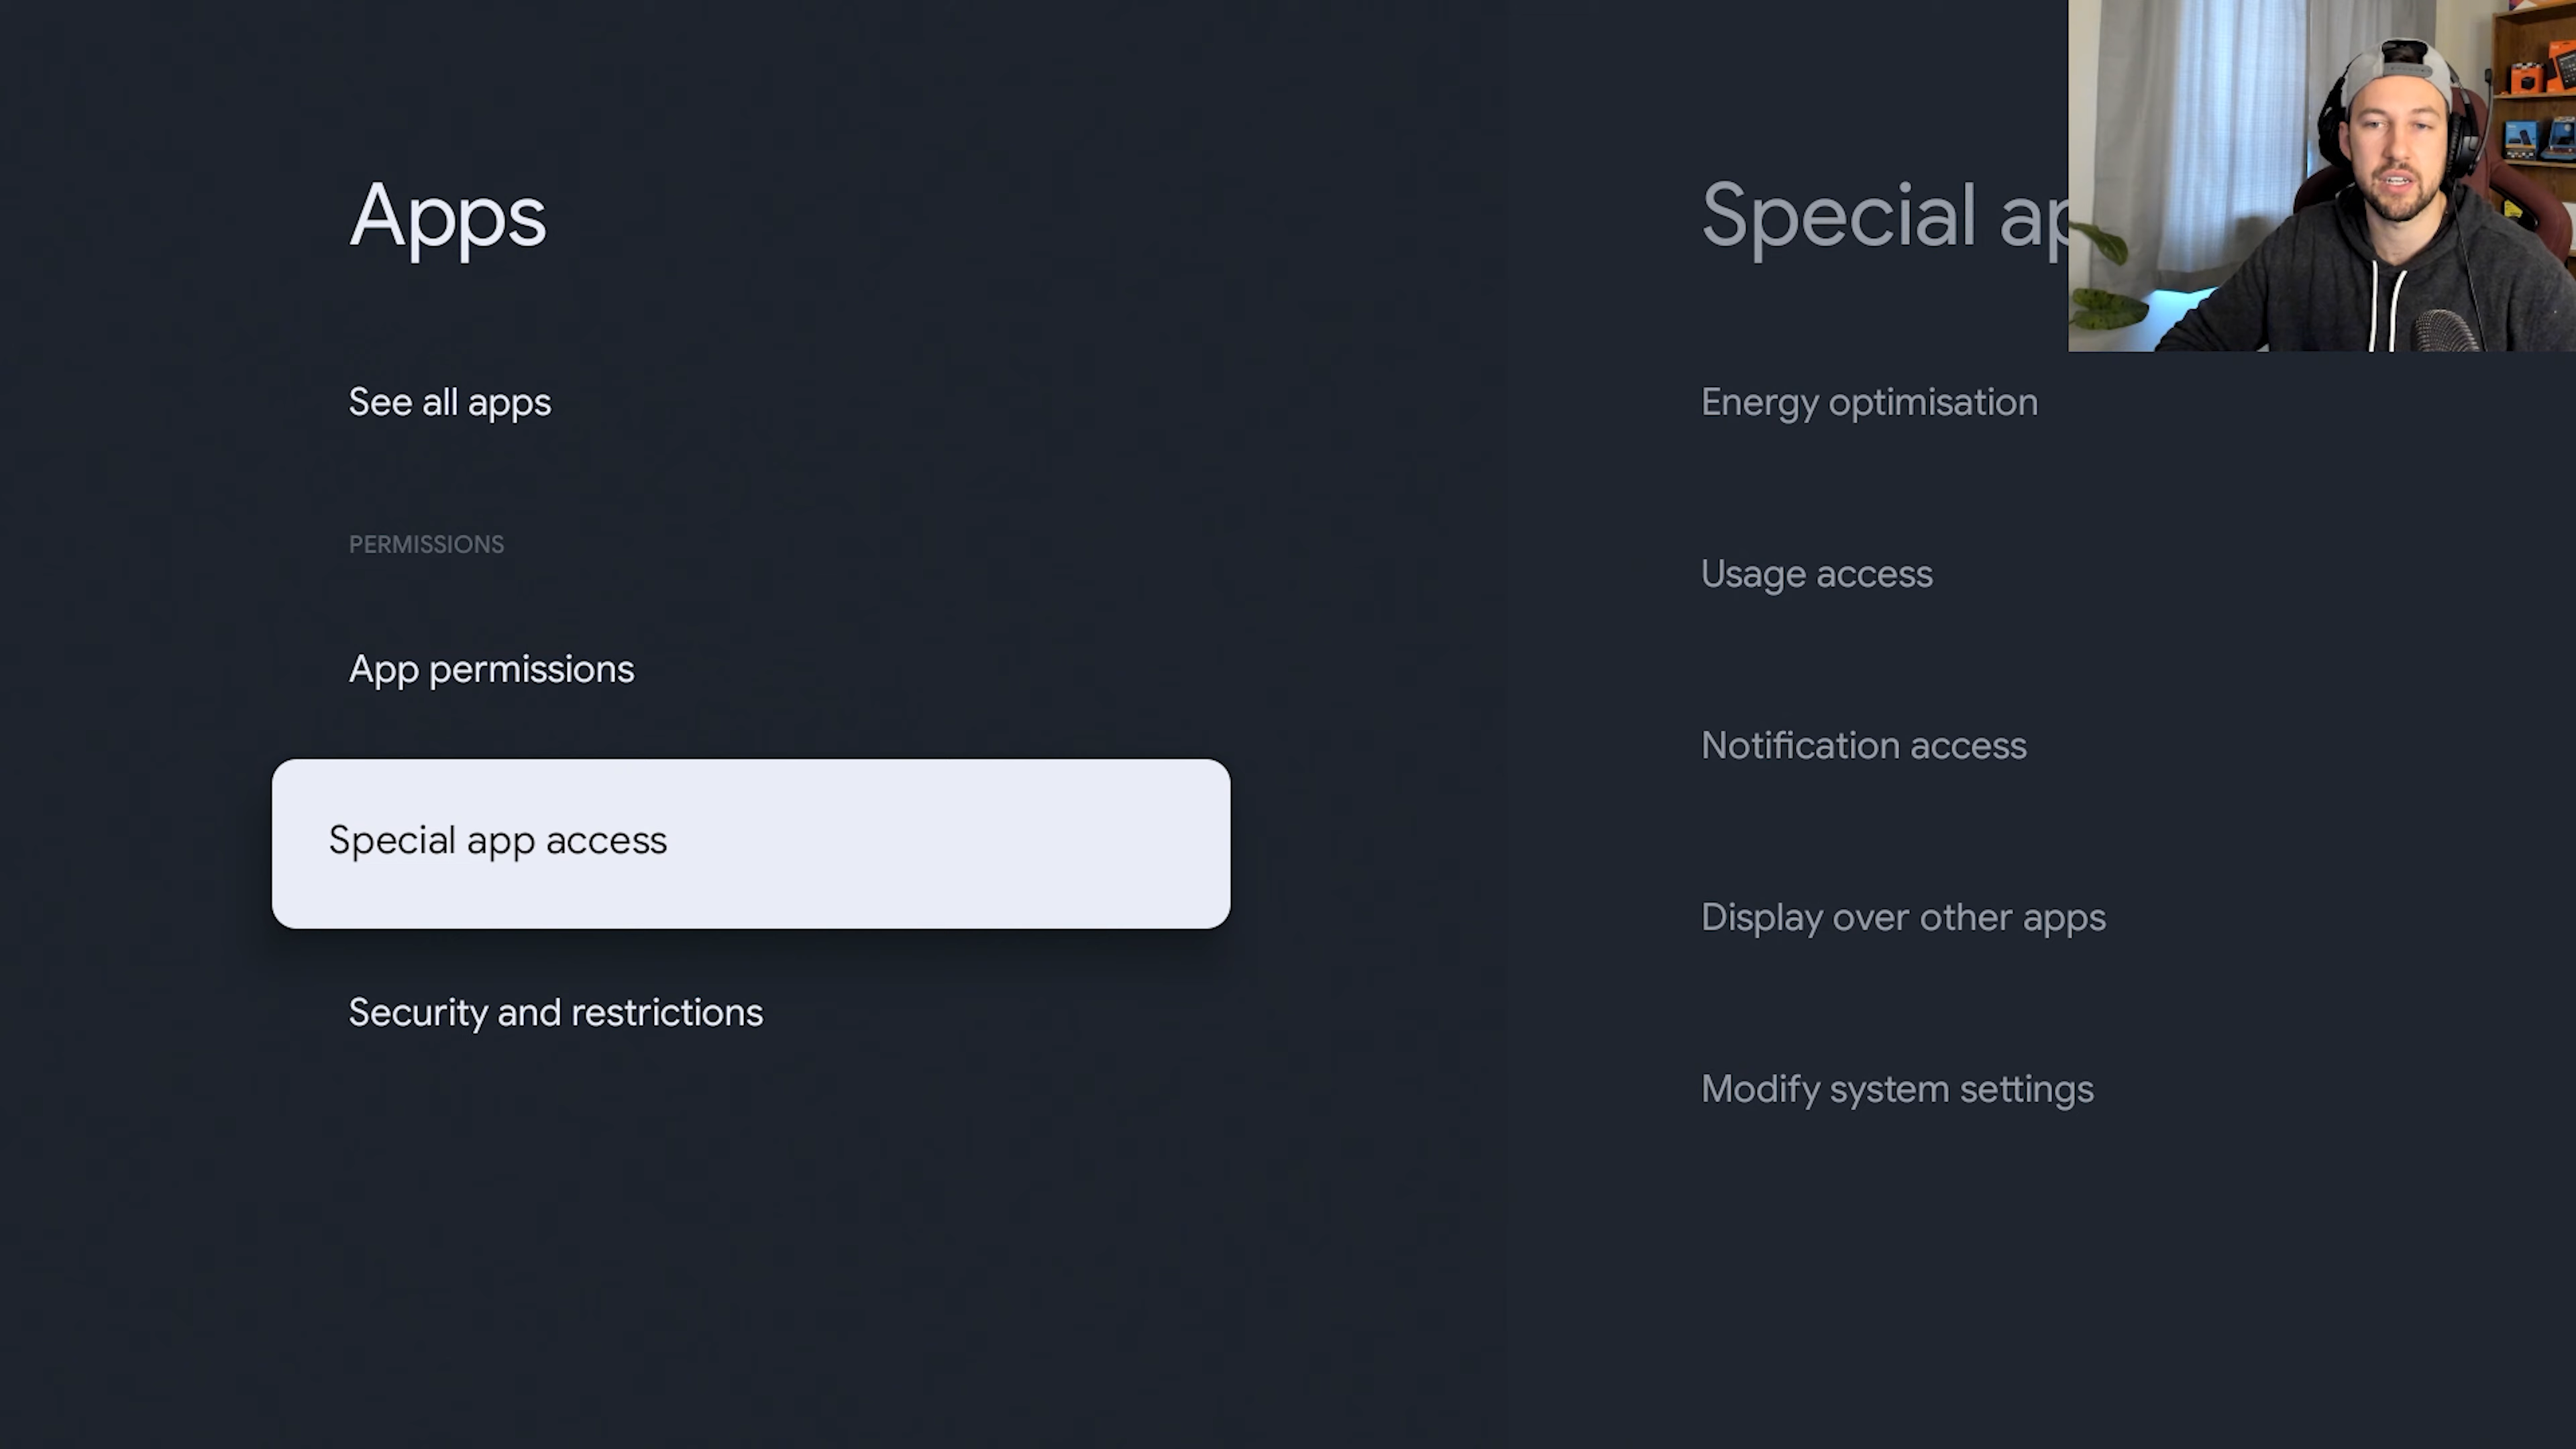 Apps
See all apps
PERMISSIONS
App permissions
Special app access
Security and restrictions
Special ap
Energy optimisation
Usage access
Notification access
Display over other apps
Modify system settings